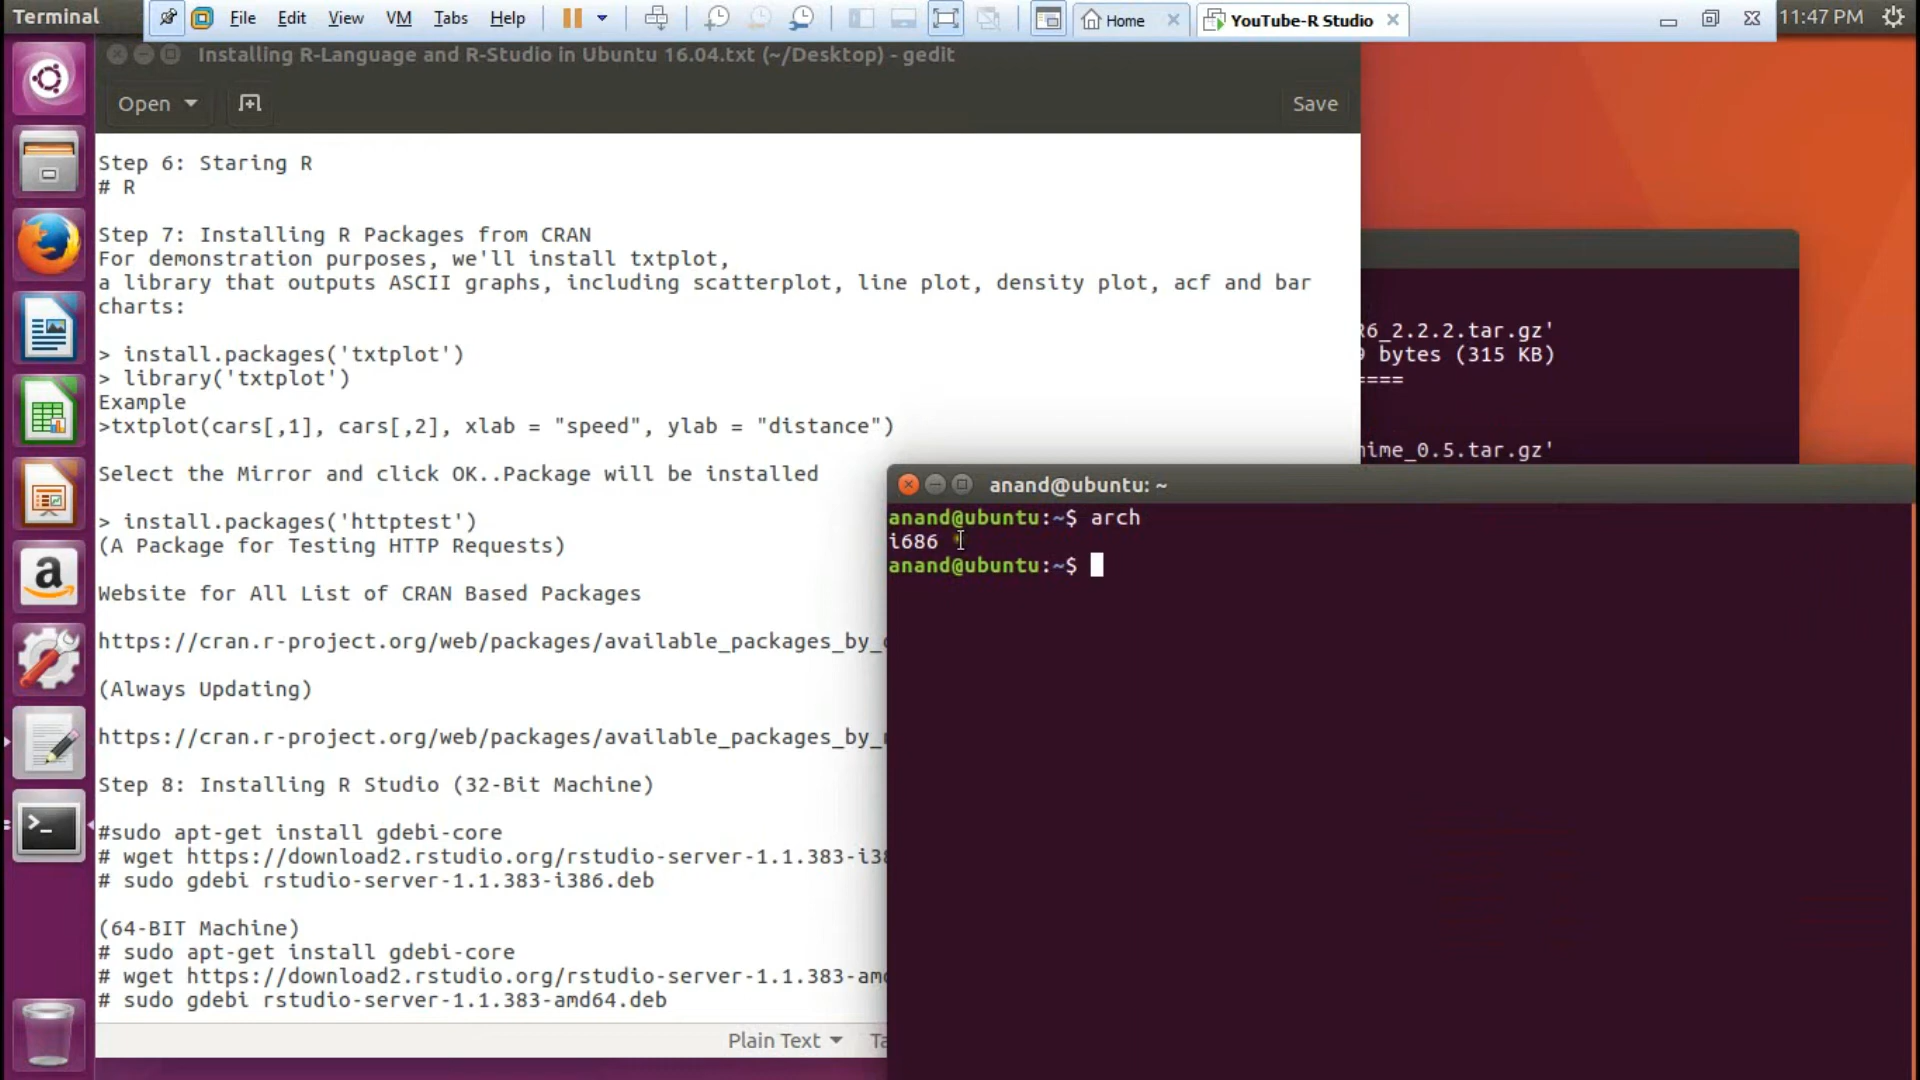 Terminal
File Edit View VM Tabs Help
Home
YouTube-R Studio
11:47 PM
Installing R-Language and R-Studio in Ubuntu 16.04.txt (~/Desktop) - gedit
Open
Save
Step 6: Staring R
# R
Step 7: Installing R Packages from CRAN
For demonstration purposes, we'll install txtplot,
a library that outputs ASCII graphs, including scatterplot, line plot, density plot, acf and bar
charts:
> install.packages('txtplot')
> library('txtplot')
Example
>txtplot(cars[,1], cars[,2], xlab = "speed", ylab = "distance")
Select the Mirror and click OK..Package will be installed
> install.packages('httptest')
(A Package for Testing HTTP Requests)
Website for All List of CRAN Based Packages
https://cran.r-project.org/web/packages/available_packages_by_
(Always Updating)
https://cran.r-project.org/web/packages/available_packages_by_
Step 8: Installing R Studio (32-Bit Machine)
#sudo apt-get install gdebi-core
# wget https://download2.rstudio.org/rstudio-server-1.1.383-i38
# sudo gdebi rstudio-server-1.1.383-i386.deb
(64-BIT Machine)
# sudo apt-get install gdebi-core
# wget https://download2.rstudio.org/rstudio-server-1.1.383-am
# sudo gdebi rstudio-server-1.1.383-amd64.deb
Plain Text
R6_2.2.2.tar.gz'
bytes (315 KB)
====
mime_0.5.tar.gz'
anand@ubuntu: ~
anand@ubuntu:~$ arch
i686
anand@ubuntu:~$